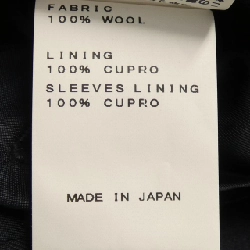 FABRIC
100% WOOL
LINING
100% CUPRO
SLEEVES LINING
100% CUPRO
MADE IN JAPAN